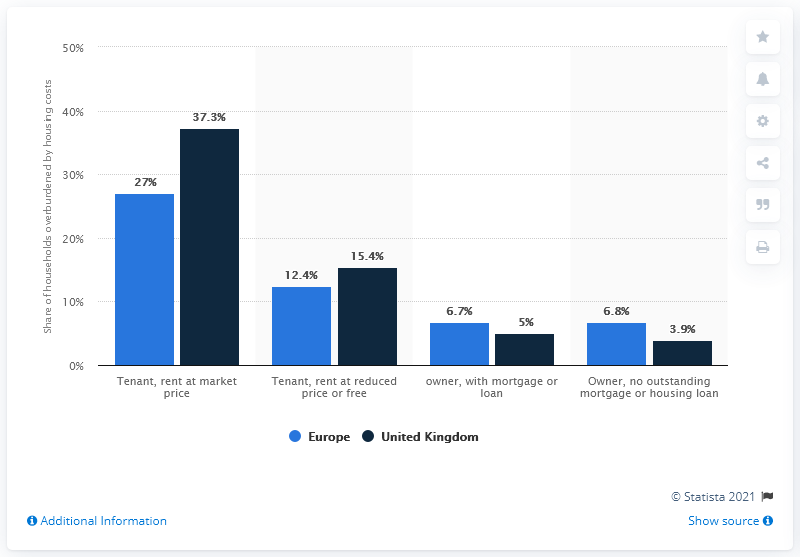 50%
40%
30%
20%
10%
0%
Share of households overburdened by housing costs
27%
37.3%
12.4%
15.4%
6.7%
5%
6.8%
3.9%
Tenant, rent at market
price
Tenant, rent at reduced
price or free
owner, with mortgage or
loan
Owner, no outstanding
mortgage or housing loan
Europe
United Kingdom
© Statista 2021
Additional Information
Show source